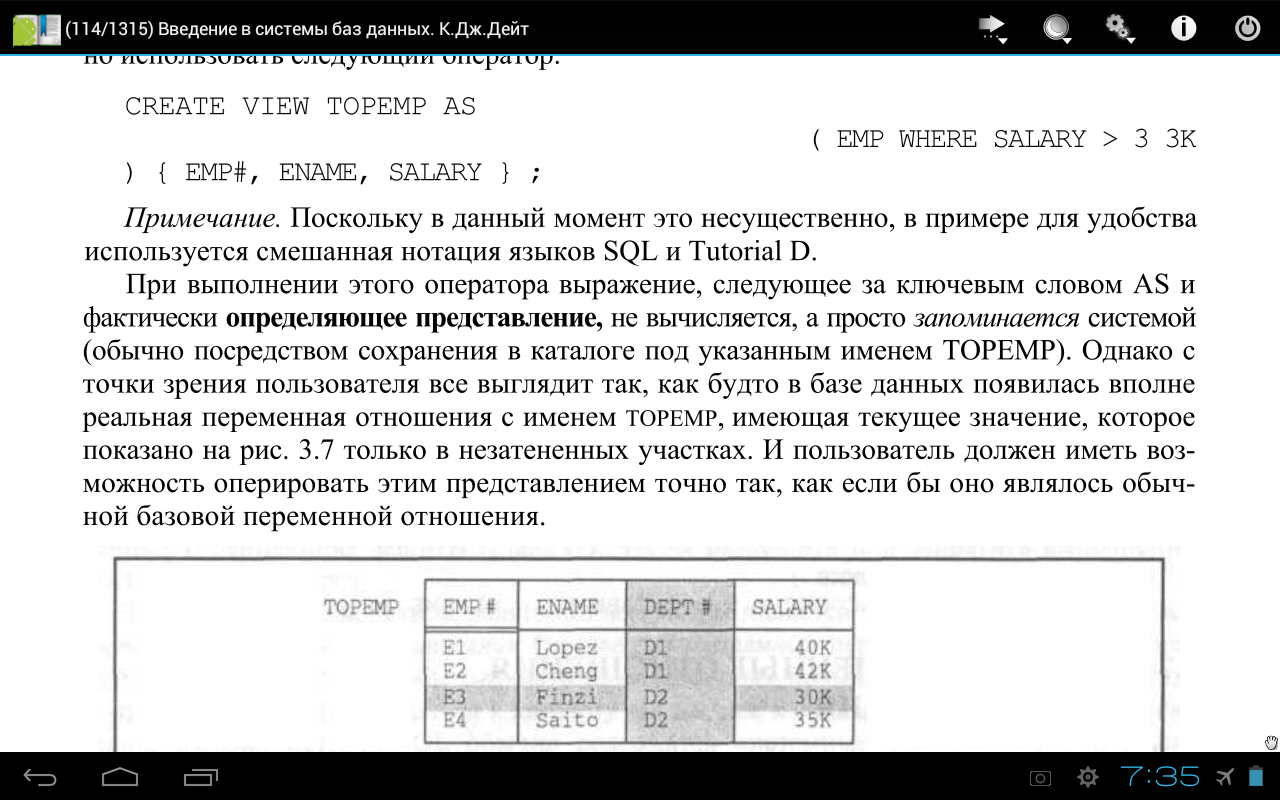 (114/1315) Введение в системы баз данных. К.Дж.Дейт
но использовать следующий оператор:
CREATE VIEW TOPEMP AS
( EMP WHERE SALARY > 3 3K
) { EMP#, ENAME, SALARY } ;
Примечание. Поскольку в данный момент это несущественно, в примере для удобства
используется смешанная нотация языков SQL и Tutorial D.
При выполнении этого оператора выражение, следующее за ключевым словом AS и
фактически определяющее представление, не вычисляется, а просто запоминается системой
(обычно посредством сохранения в каталоге под указанным именем TOPEMP). Однако с
точки зрения пользователя все выглядит так, как будто в базе данных появилась вполне
реальная переменная отношения с именем TOPEMP, имеющая текущее значение, которое
показано на рис. 3.7 только в незатененных участках. И пользователь должен иметь воз-
можность оперировать этим представлением точно так, как если бы оно являлось обыч-
ной базовой переменной отношения.
TOPEMP EMP # ENAME DEPT # SALARY
E1 Lopez D1 40K
E2 Cheng D1 42K
E3 Finzi D2 30K
E4 Saito D2 35K
7:35